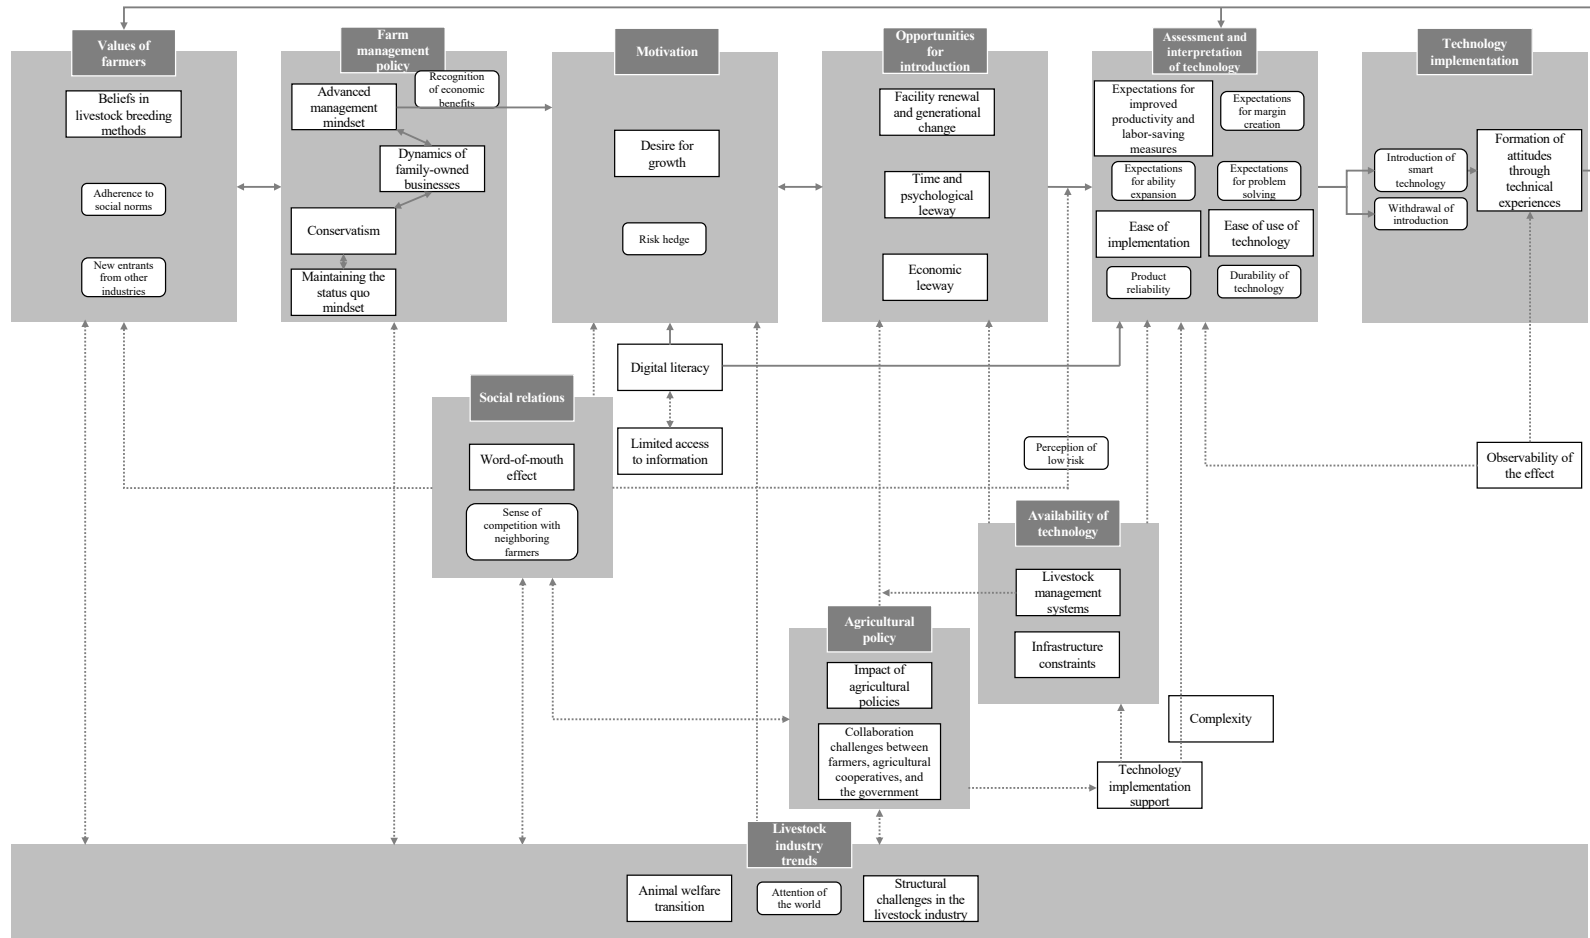 Values of
farmers
Beliefs in
livestock breeding
methods
Adherence to
social norms
New entrants
from other
industries
Farm
management
policy
Recognition
of economic
benefits
Advanced
management
mindset
Dynamics of
family-owned
businesses
Conservatism
Maintaining the
status quo
mindset
Motivation
Desire for
growth
Risk hedge
Opportunities
for
introduction
Facility renewal
and generational
change
Time and
psychological
leeway
Economic
leeway
Assessment and
interpretation
of technology
Expectations for
improved
productivity and
labor-saving
measures
Expectations
for margin
creation
Expectations
for ability
expansion
Expectations
for problem
solving
Ease of
implementation
Ease of use of
technology
Product
reliability
Durability of
technology
Technology
implementation
Introduction of
smart
technology
Withdrawal of
introduction
Formation of
attitudes
through
technical
experiences
Digital literacy
Limited access
to information
Social relations
Word-of-mouth
effect
Sense of
competition with
neighboring
farmers
Perception of
low risk
Observability of
the effect
Availability of
technology
Livestock
management
systems
Infrastructure
constraints
Agricultural
policy
Impact of
agricultural
policies
Collaboration
challenges between
farmers, agricultural
cooperatives, and
the government
Complexity
Technology
implementation
support
Livestock
industry
trends
Animal welfare
transition
Attention of
the world
Structural
challenges in the
livestock industry